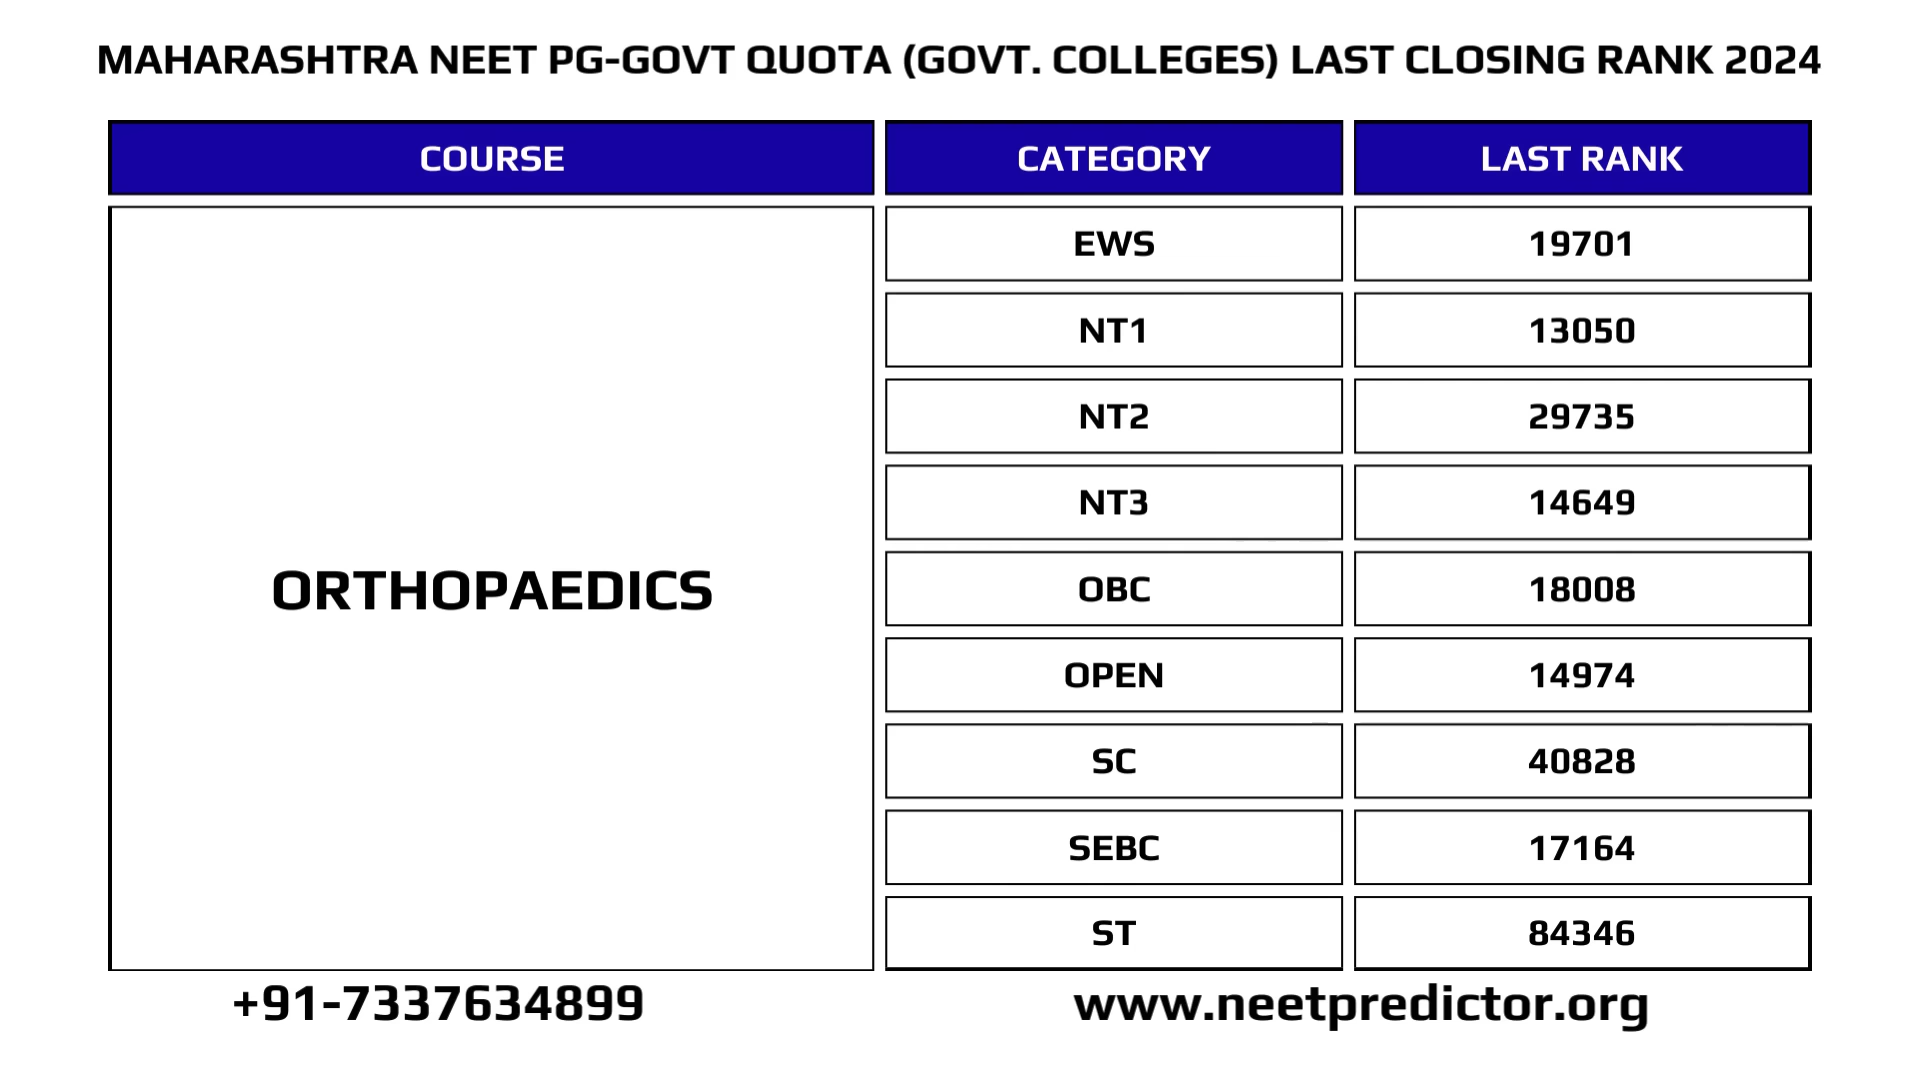 MAHARASHTRA NEET PG-GOVT QUOTA (GOVT. COLLEGES) LAST CLOSING RANK 2024
COURSE CATEGORY LAST RANK
ORTHOPAEDICS
EWS 19701
NT1 13050
NT2 29735
NT3 14649
OBC 18008
OPEN 14974
SC 40828
SEBC 17164
ST 84346
+91-7337634899 www.neetpredictor.org